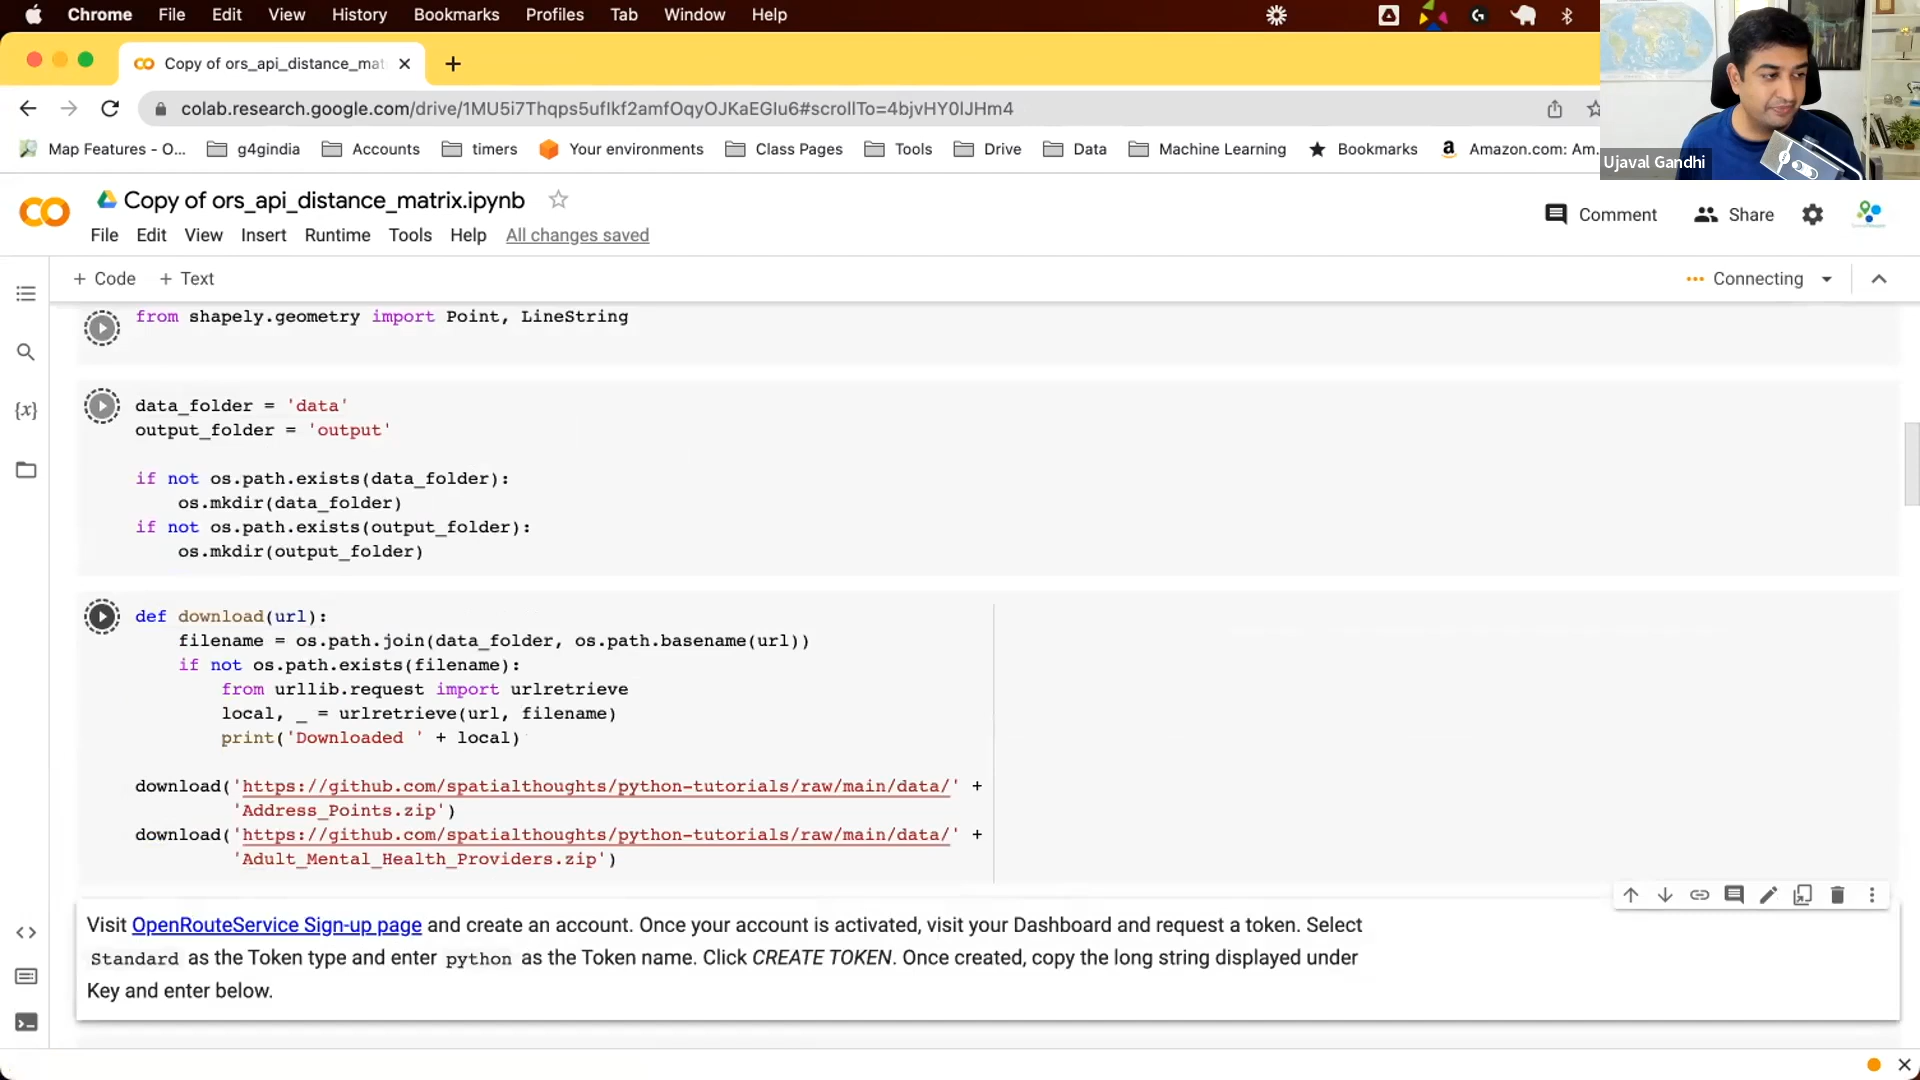 Chrome File Edit View History Bookmarks Profiles Tab Window Help
Copy of ors_api_distance_mat
colab.research.google.com/drive/1MU5i7Thqps5uflkf2amfOqyOJKaEGIu6#scrollTo=4bjvHY0lJHm4
Map Features - O... g4gindia Accounts timers Your environments Class Pages Tools Drive Data Machine Learning Bookmarks Amazon.com: Am.
Ujaval Gandhi
Copy of ors_api_distance_matrix.ipynb
Comment Share
File Edit View Insert Runtime Tools Help All changes saved
+ Code + Text Connecting
from shapely.geometry import Point, LineString
data_folder = 'data'
output_folder = 'output'
if not os.path.exists(data_folder):
os.mkdir(data_folder)
if not os.path.exists(output_folder):
os.mkdir(output_folder)
def download(url):
filename = os.path.join(data_folder, os.path.basename(url))
if not os.path.exists(filename):
from urllib.request import urlretrieve
local, _ = urlretrieve(url, filename)
print('Downloaded ' + local)
download('https://github.com/spatialthoughts/python-tutorials/raw/main/data/' +
'Address_Points.zip')
download('https://github.com/spatialthoughts/python-tutorials/raw/main/data/' +
'Adult_Mental_Health_Providers.zip')
Visit OpenRouteService Sign-up page and create an account. Once your account is activated, visit your Dashboard and request a token. Select
Standard as the Token type and enter python as the Token name. Click CREATE TOKEN. Once created, copy the long string displayed under
Key and enter below.